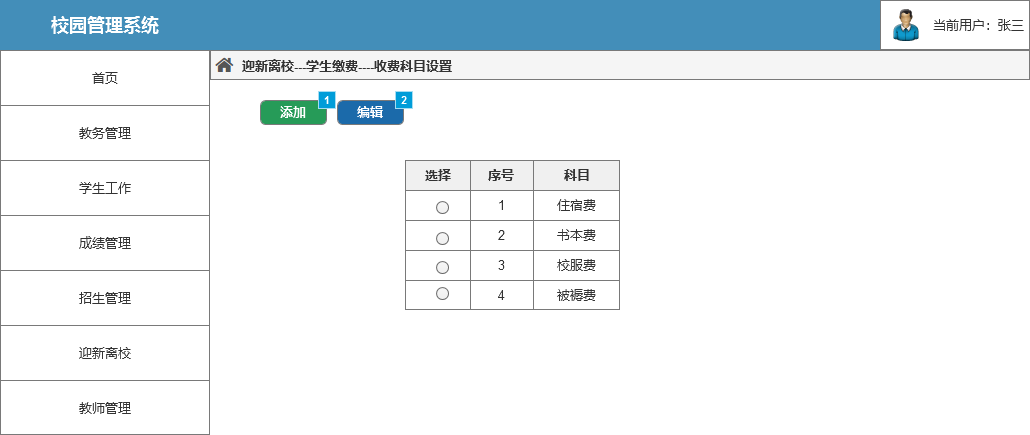 校园管理系统
当前用户：张三
首页
教务管理
学生工作
成绩管理
招生管理
迎新离校
教师管理
迎新离校---学生缴费----收费科目设置
添加 1 编辑 2
选择 序号 科目
1 住宿费
2 书本费
3 校服费
4 被褥费